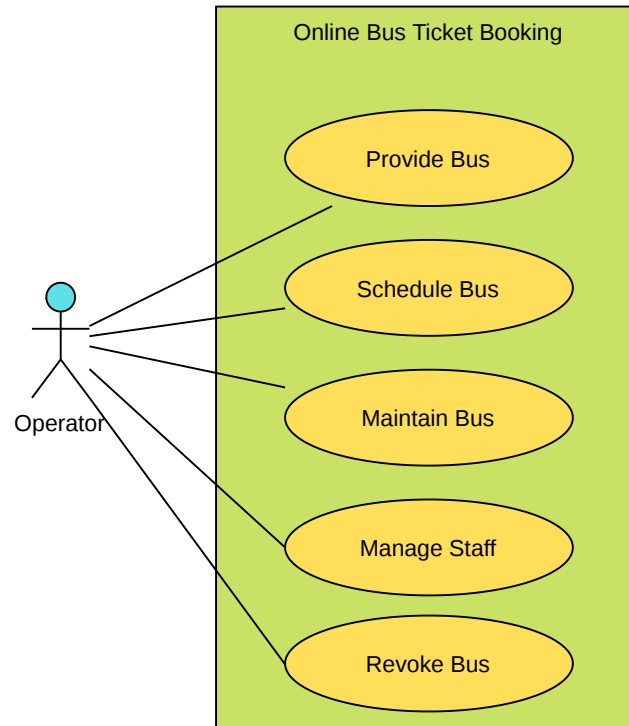 Online Bus Ticket Booking
Provide Bus
Schedule Bus
Maintain Bus
Operator
Manage Staff
Revoke Bus